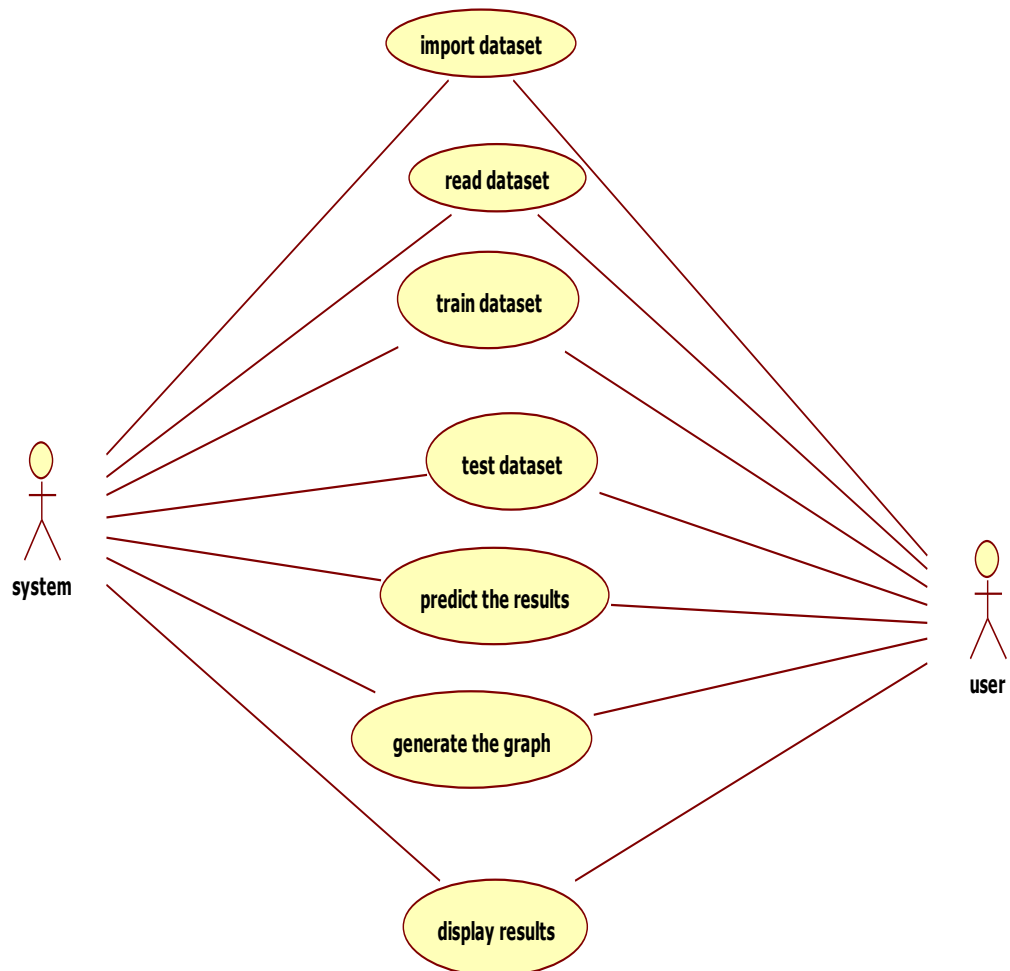 import dataset
read dataset
train dataset
test dataset
system
predict the results
user
generate the graph
display results